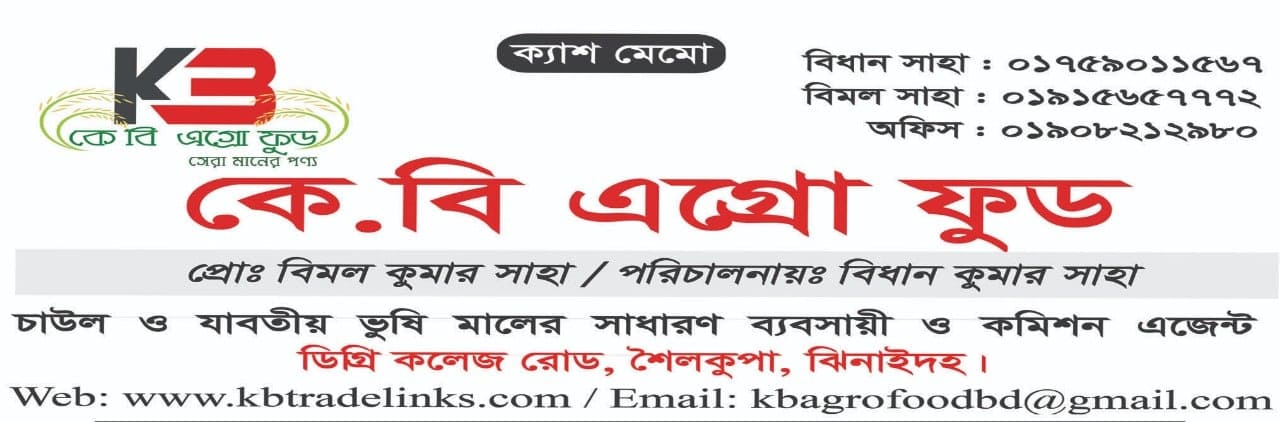 ক্যাশ মেমো
KB
কে বি এগ্রো ফুড
সেরা মানের পণ্য
বিধান সাহা : ০১৭৫৯০১১৫৬৭
বিমল সাহা : ০১৯১৫৬৫৭৭৭২
অফিস : ০১৯০৮২১২৯৮০
কে.বি এগ্রো ফুড
প্রোঃ বিমল কুমার সাহা / পরিচালনায়ঃ বিধান কুমার সাহা
চাউল ও যাবতীয় ভুষি মালের সাধারণ ব্যবসায়ী ও কমিশন এজেন্ট
ডিগ্রি কলেজ রোড, শৈলকুপা, ঝিনাইদহ।
Web: www.kbtradelinks.com / Email: kbagrofoodbd@gmail.com